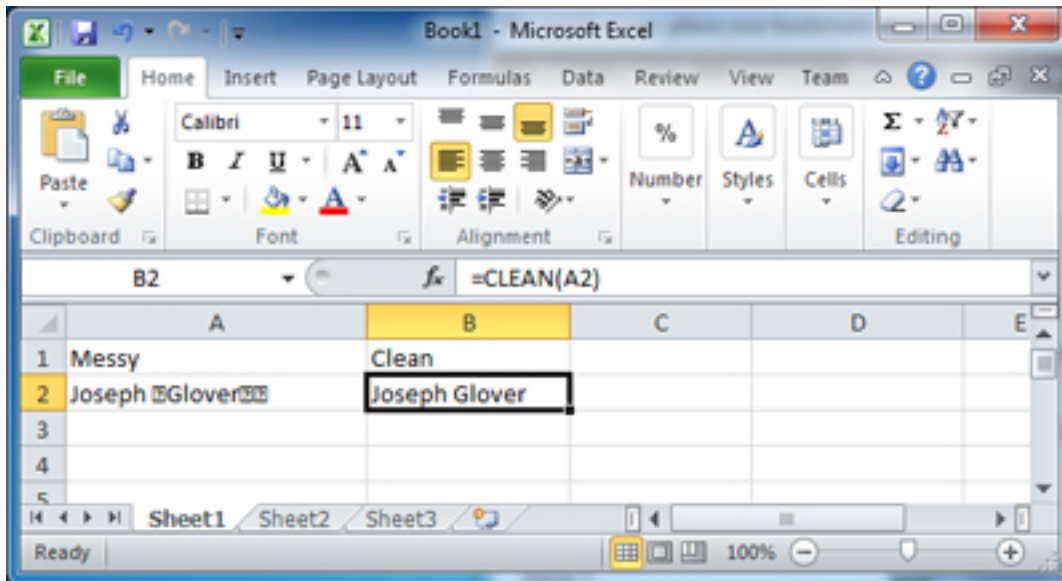 Book1 - Microsoft Excel
File Home Insert Page Layout Formulas Data Review View Team
Calibri 11
Paste B I U A A A % Number Styles A Cells Σ
Clipboard Font Alignment Editing
B2 fx =CLEAN(A2)
A B C D E
1 Messy Clean
2 Joseph Glover Joseph Glover
3
4
5
Sheet1 Sheet2 Sheet3
Ready 100%